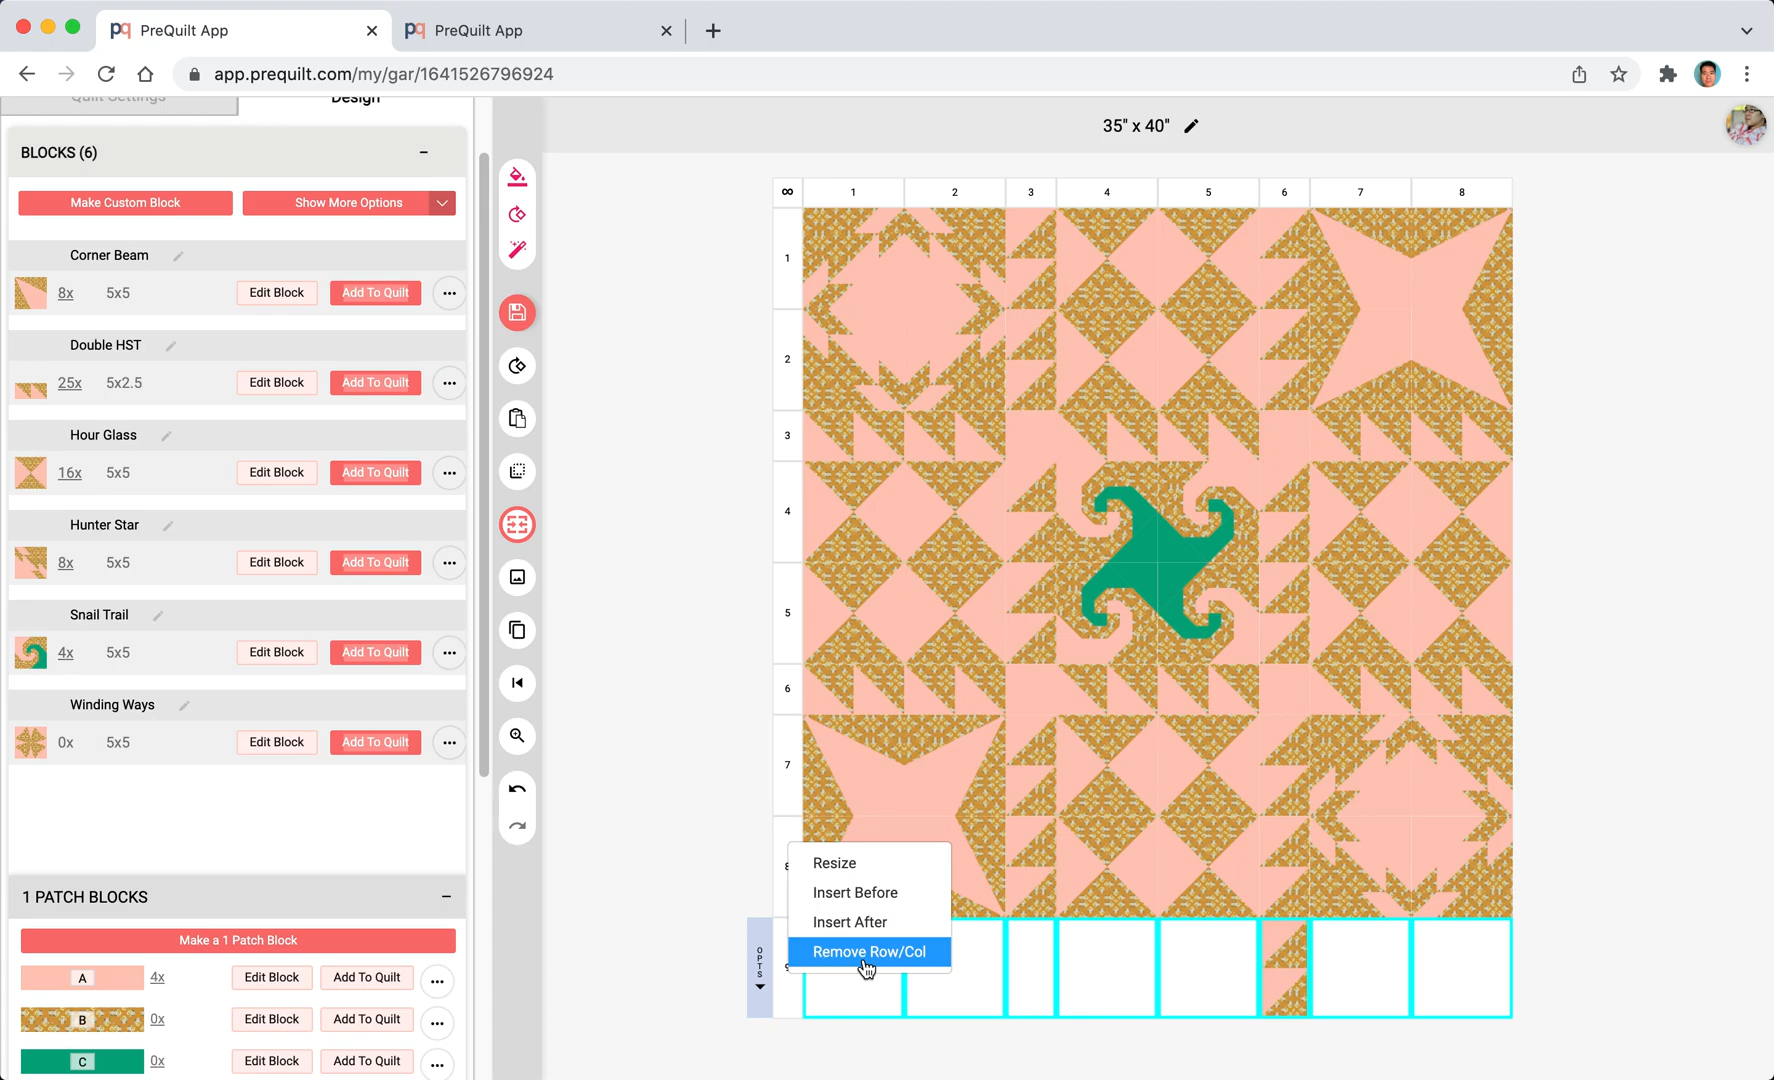 pq PreQuilt App
pq PreQuilt App
app.prequilt.com/my/gar/1641526796924
Quilt Settings
Design
35" x 40"
BLOCKS (6)
Make Custom Block
Show More Options
Corner Beam
8x 5x5 Edit Block Add To Quilt
Double HST
25x 5x2.5 Edit Block Add To Quilt
Hour Glass
16x 5x5 Edit Block Add To Quilt
Hunter Star
8x 5x5 Edit Block Add To Quilt
Snail Trail
4x 5x5 Edit Block Add To Quilt
Winding Ways
0x 5x5 Edit Block Add To Quilt
1 PATCH BLOCKS
Make a 1 Patch Block
A 4x Edit Block Add To Quilt
B 0x Edit Block Add To Quilt
C 0x Edit Block Add To Quilt
∞ 1 2 3 4 5 6 7 8
1
2
3
4
5
6
7
Resize
Insert Before
Insert After
Remove Row/Col
OPTS